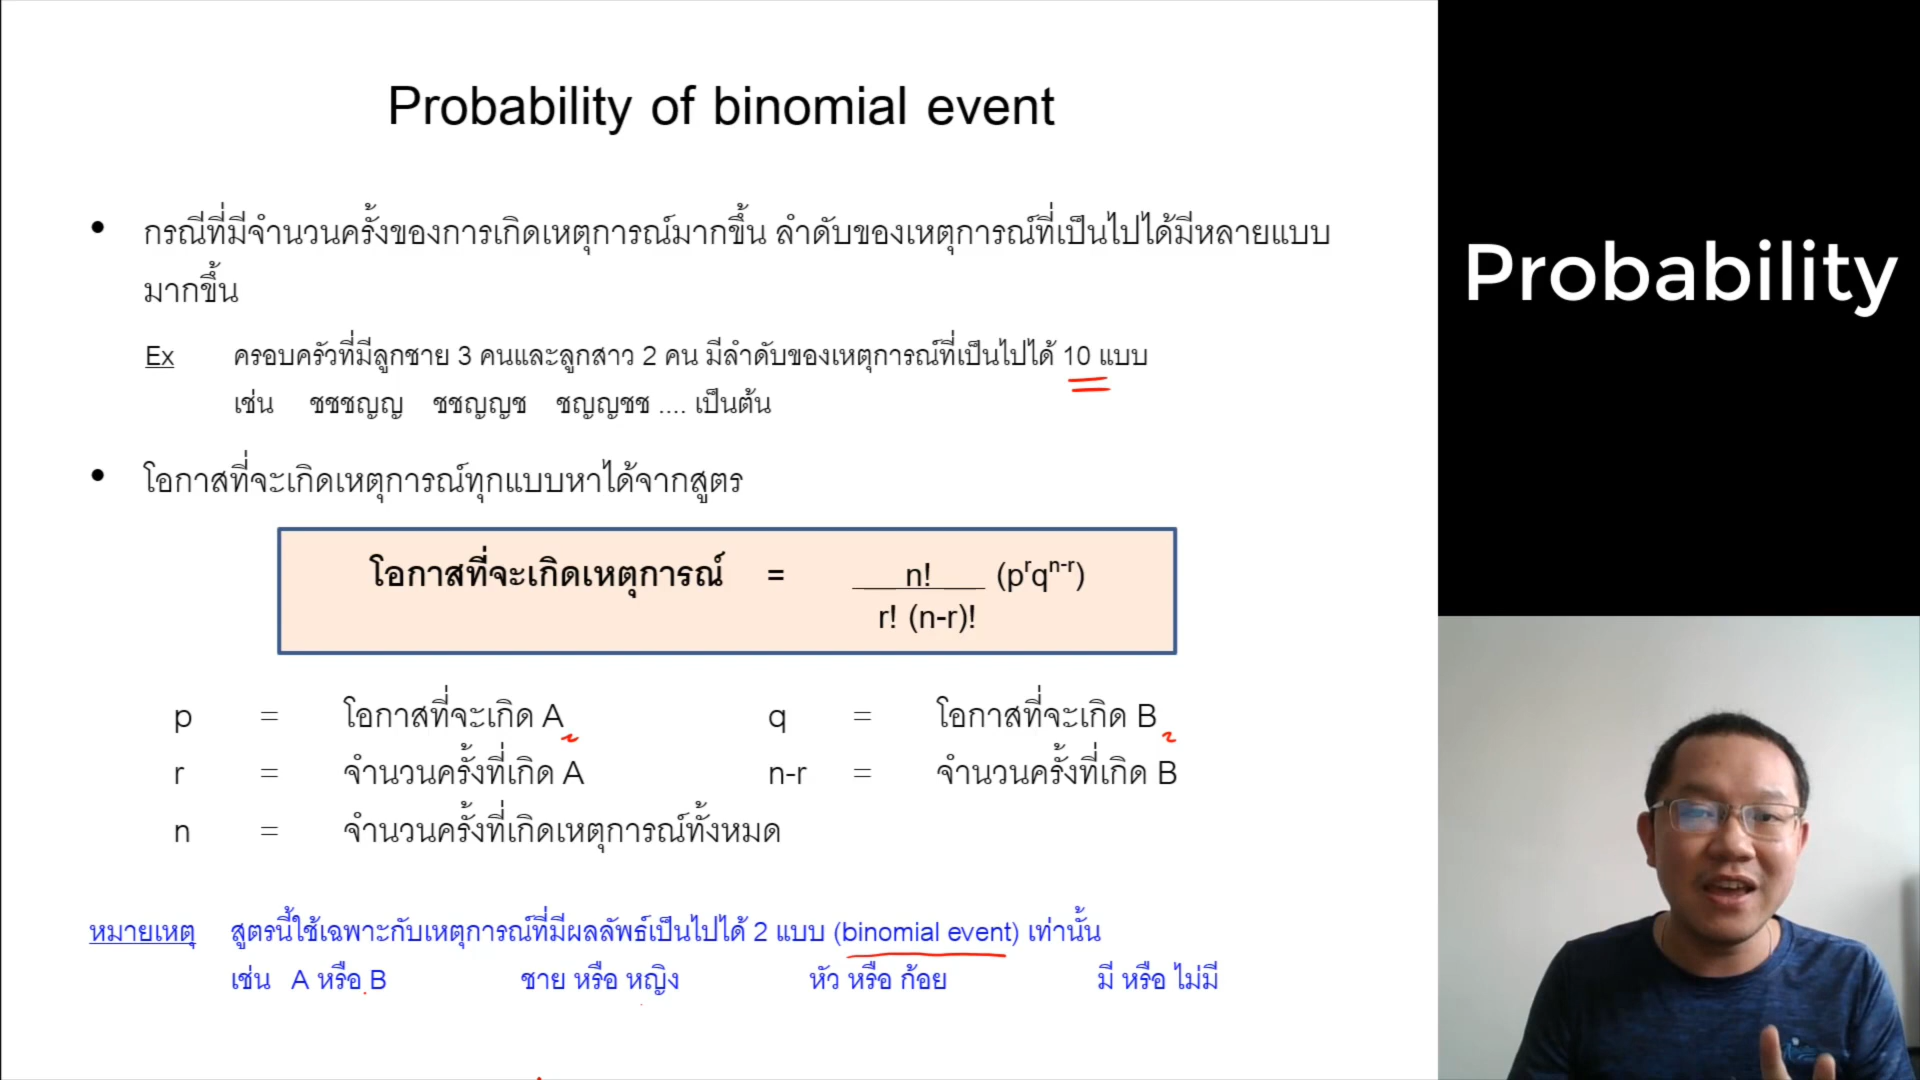 Probability of binomial event
• กรณีที่มีจำนวนครั้งของการเกิดเหตุการณ์มากขึ้น ลำดับของเหตุการณ์ที่เป็นไปได้มีหลายแบบ
มากขึ้น
Ex ครอบครัวที่มีลูกชาย 3 คนและลูกสาว 2 คน มีลำดับของเหตุการณ์ที่เป็นไปได้ 10 แบบ
เช่น ชชชญญ ชชญญช ชญญชช .... เป็นต้น
• โอกาสที่จะเกิดเหตุการณ์ทุกแบบหาได้จากสูตร
โอกาสที่จะเกิดเหตุการณ์ = n! (p^r q^n-r)
r! (n-r)!
p = โอกาสที่จะเกิด A q = โอกาสที่จะเกิด B
r = จำนวนครั้งที่เกิด A n-r = จำนวนครั้งที่เกิด B
n = จำนวนครั้งที่เกิดเหตุการณ์ทั้งหมด
หมายเหตุ สูตรนี้ใช้เฉพาะกับเหตุการณ์ที่มีผลลัพธ์เป็นไปได้ 2 แบบ (binomial event) เท่านั้น
เช่น A หรือ B ชาย หรือ หญิง หัว หรือ ก้อย มี หรือ ไม่มี
Probability